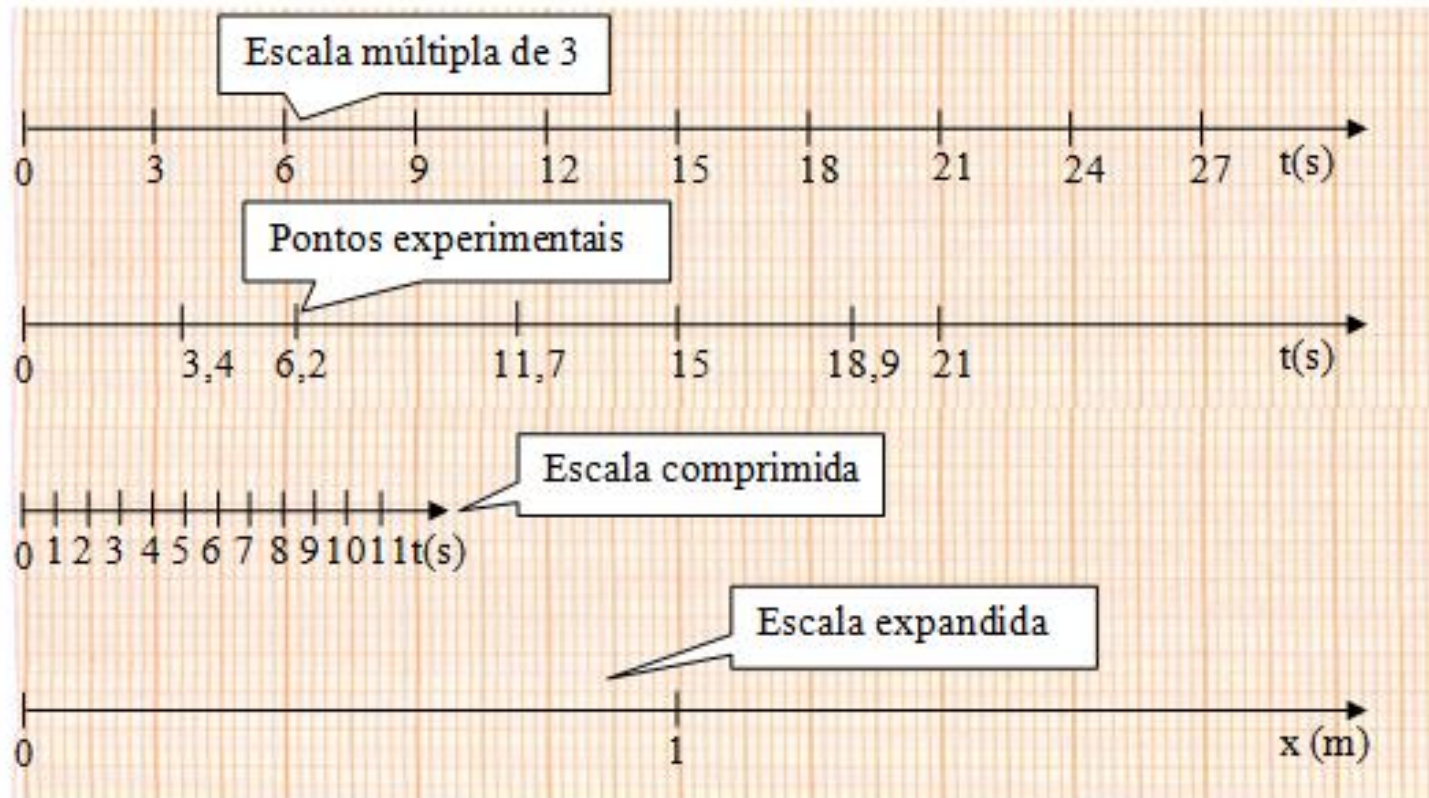 Escala múltipla de 3
0 3 6 9 12 15 18 21 24 27 t(s)
Pontos experimentais
0 3,4 6,2 11,7 15 18,9 21 t(s)
Escala comprimida
0 1 2 3 4 5 6 7 8 9 10 11 t(s)
Escala expandida
0 1 x (m)